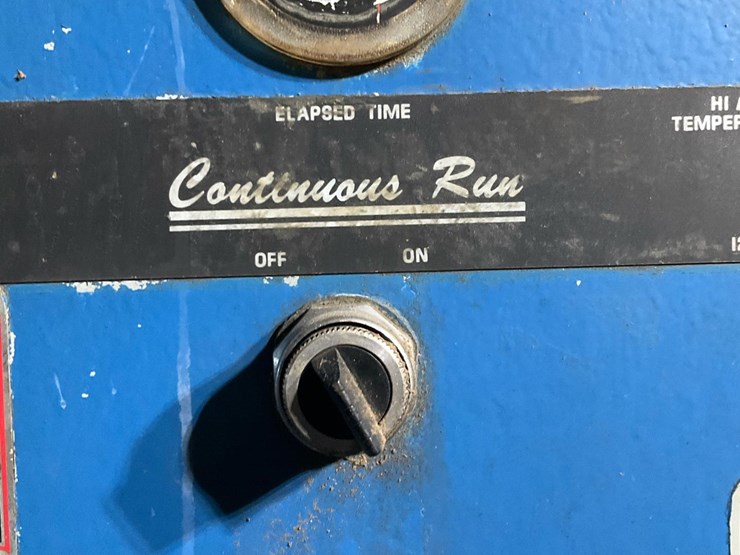 ELAPSED TIME
HI
TEMPER
Continuous Run
OFF ON